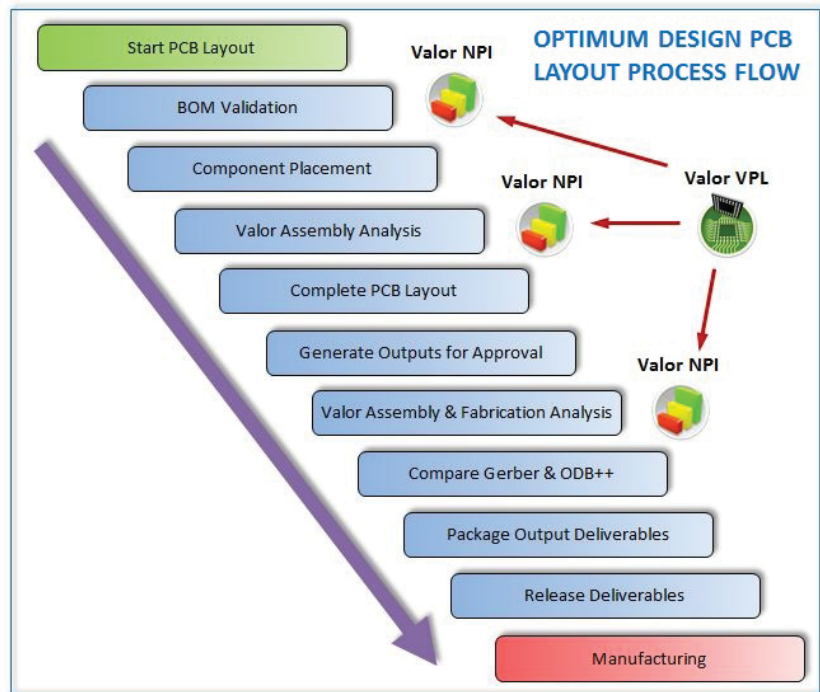 OPTIMUM DESIGN PCB
LAYOUT PROCESS FLOW
Start PCB Layout
Valor NPI
BOM Validation
Component Placement
Valor NPI
Valor VPL
Valor Assembly Analysis
Complete PCB Layout
Generate Outputs for Approval
Valor NPI
Valor Assembly & Fabrication Analysis
Compare Gerber & ODB++
Package Output Deliverables
Release Deliverables
Manufacturing